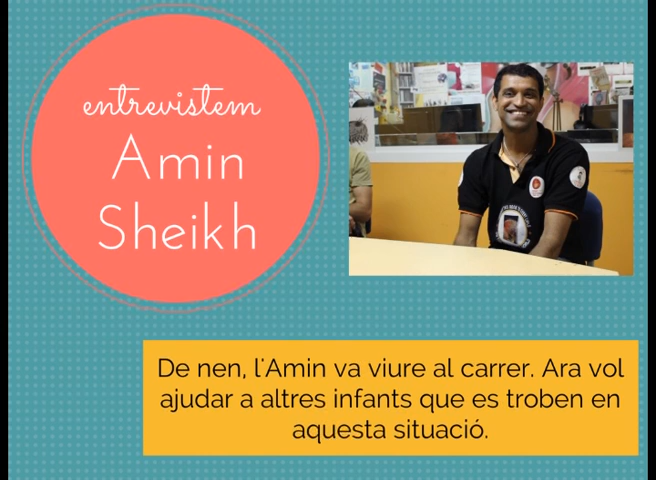 entrevistem
Amin
Sheikh
De nen, l'Amin va viure al carrer. Ara vol
ajudar a altres infants que es troben en
aquesta situació.